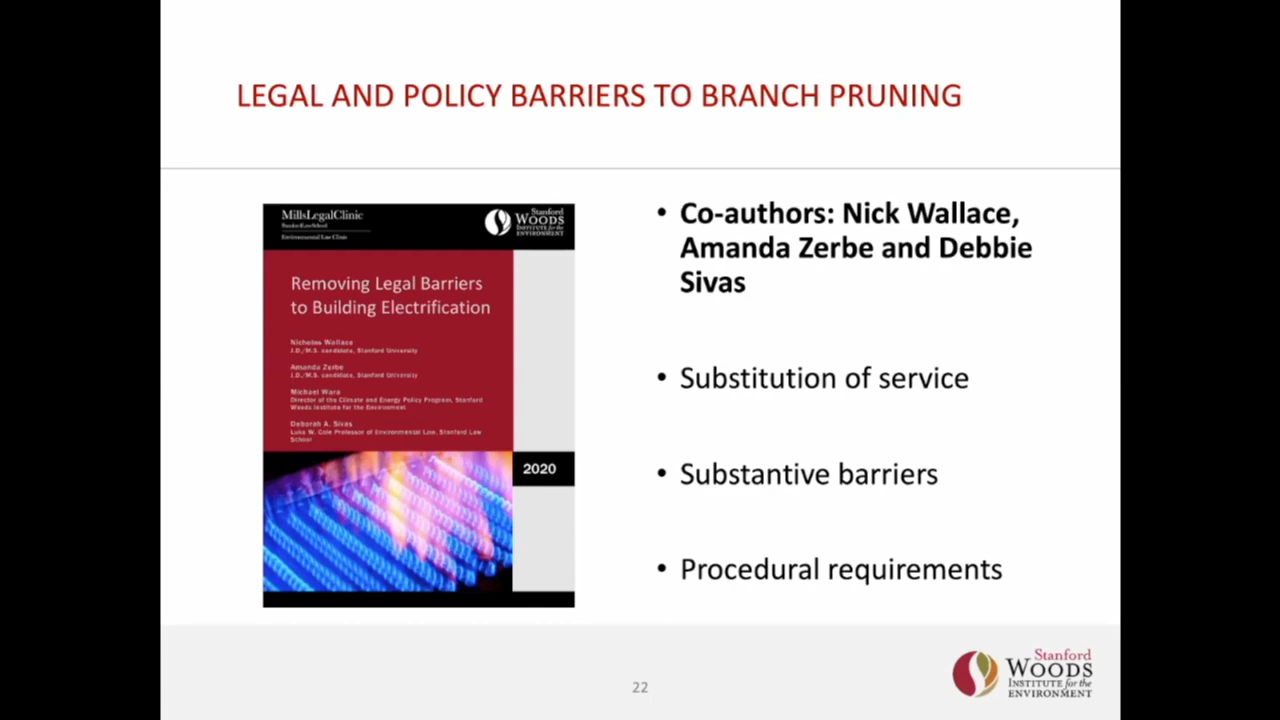 LEGAL AND POLICY BARRIERS TO BRANCH PRUNING
MillsLegalClinic
StanfordLawSchool
Environmental Law Clinic
Stanford
WOODS
INSTITUTE for the
ENVIRONMENT
Removing Legal Barriers
to Building Electrification
Nicholas Wallace
J.D./M.S. candidate, Stanford University
Amanda Zerbe
J.D./M.S. candidate, Stanford University
Michael Wara
Director of the Climate and Energy Policy Program, Stanford
Woods Institute for the Environment
Deborah A. Sivas
Luke W. Cole Professor of Environmental Law, Stanford Law
School
2020
• Co-authors: Nick Wallace,
Amanda Zerbe and Debbie
Sivas
• Substitution of service
• Substantive barriers
• Procedural requirements
22
Stanford
WOODS
INSTITUTE for the
ENVIRONMENT